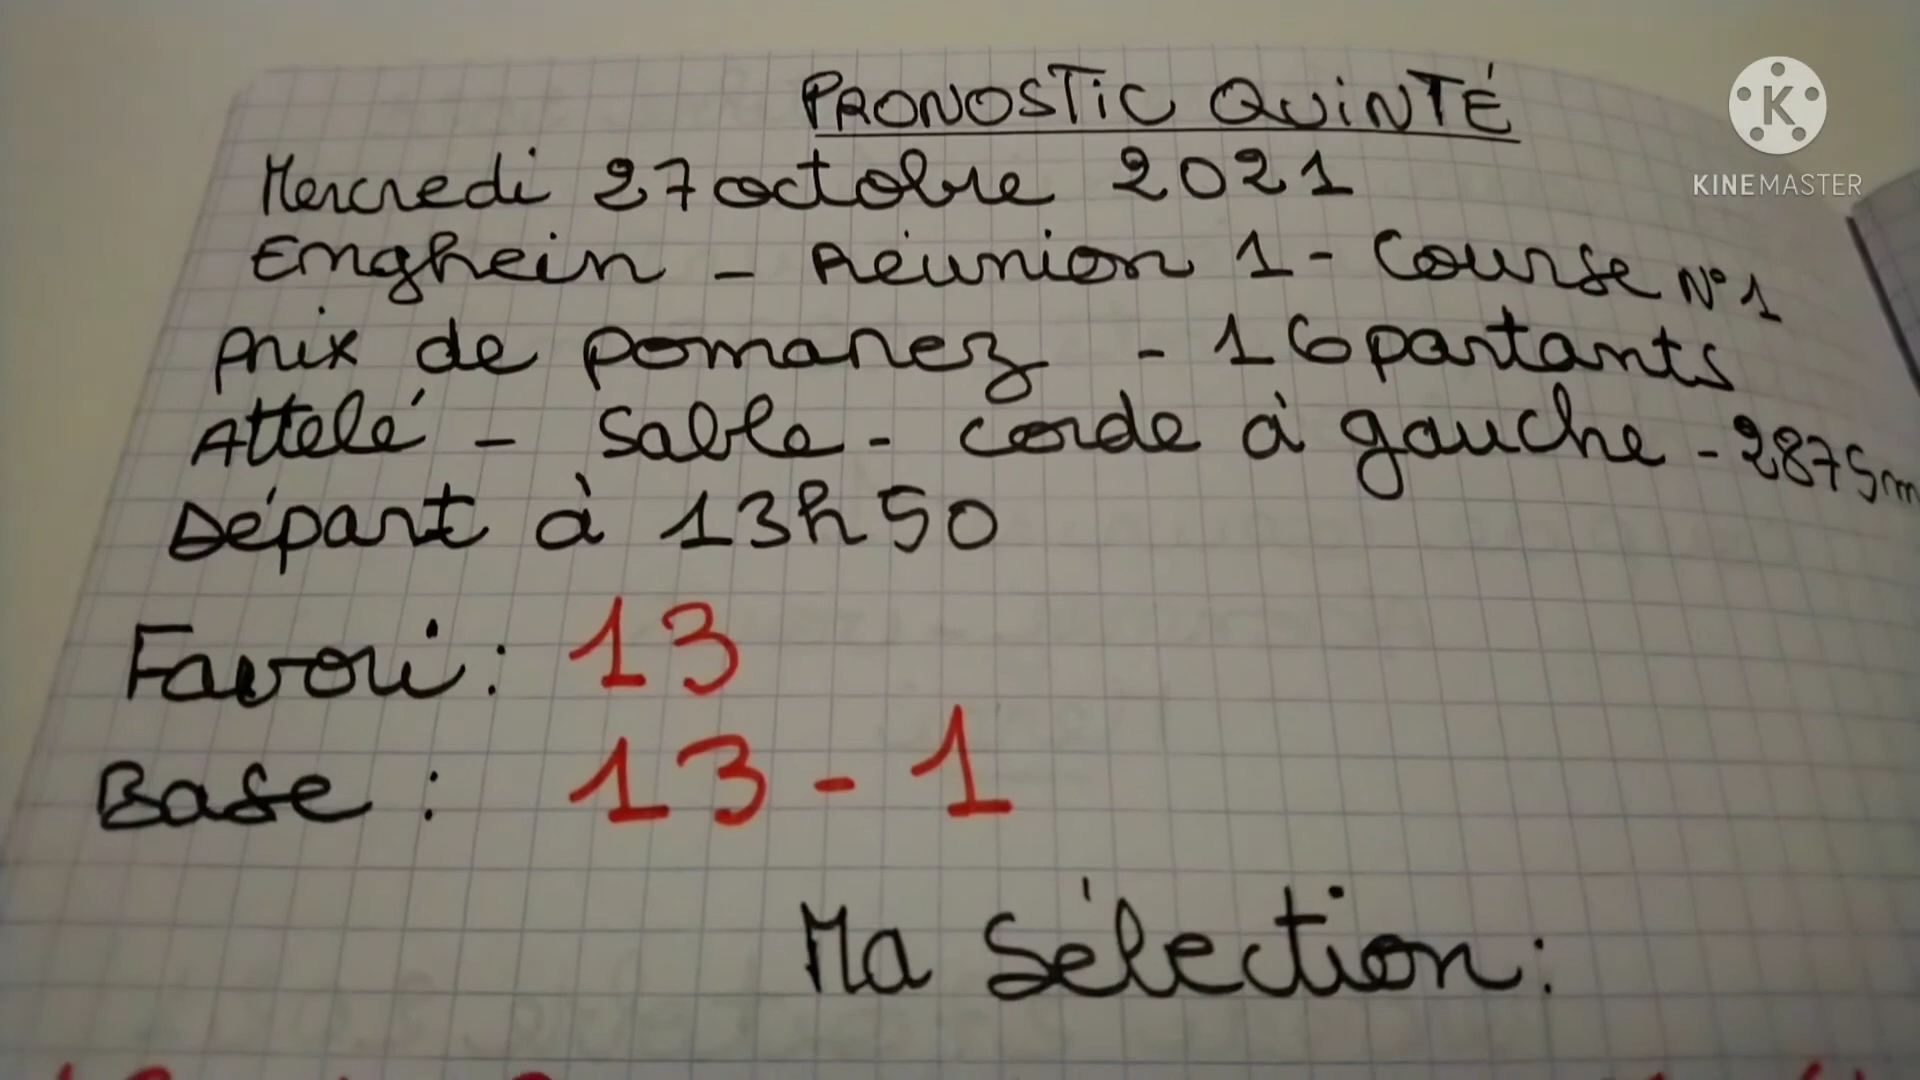 PRONOSTIC QUINTÉ
K
KINEMASTER
Mercredi 27 octobre 2021
Enghein - Réunion 1 - Course N° 1
prix de pomarez - 16 partants
Attelé - Sable - corde à gauche - 2875m
Départ à 13h50
Favori : 13
Base : 13 - 1
Ma Sélection :